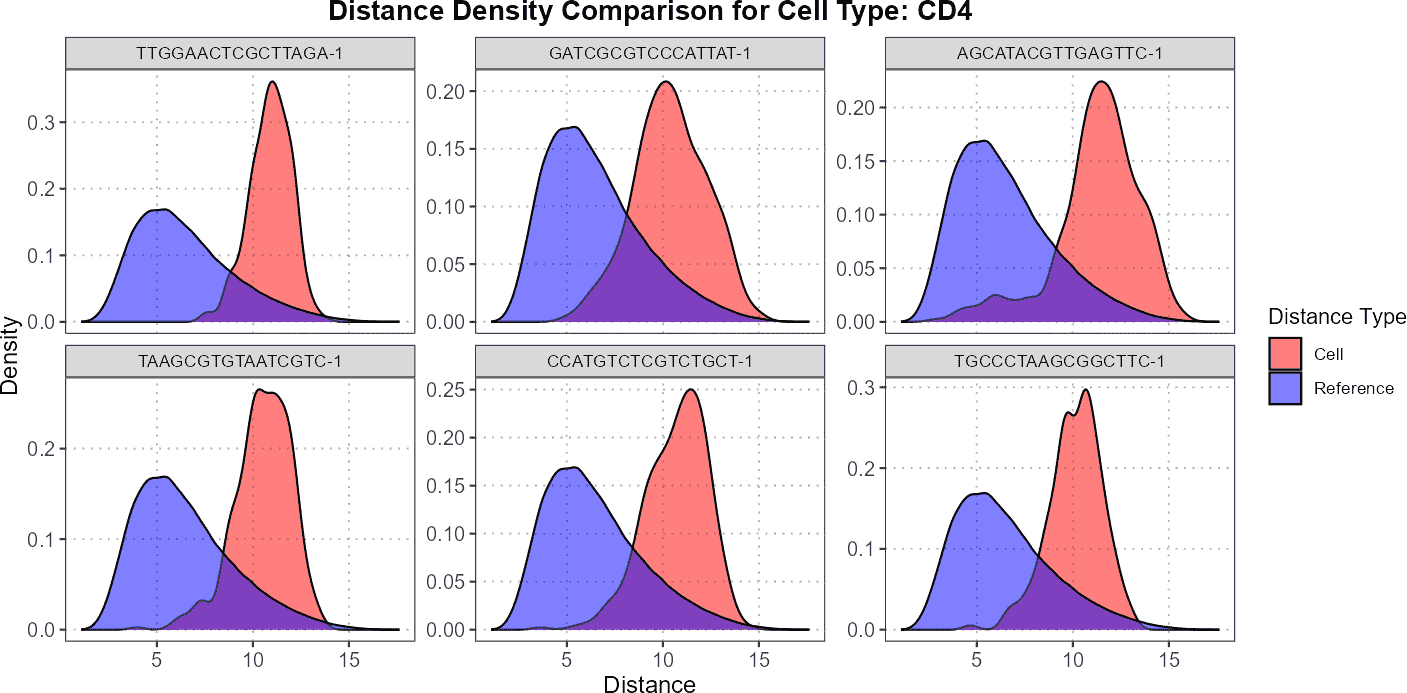 Distance Density Comparison for Cell Type: CD4
TTGGAACTCGCTTAGA-1
GATCGCGTCCCATTAT-1
AGCATACGTTGAGTTC-1
0.3
0.2
0.1
0.0
0.20
0.15
0.10
0.05
0.00
0.20
0.15
0.10
0.05
0.00
TAAGCGTGTAATCGTC-1
CCATGTCTCGTCTGCT-1
TGCCCTAAGCGGCTTC-1
0.2
0.1
0.0
0.25
0.20
0.15
0.10
0.05
0.00
0.3
0.2
0.1
0.0
5 10 15
5 10 15
5 10 15
Density
Distance
Distance Type
Cell
Reference